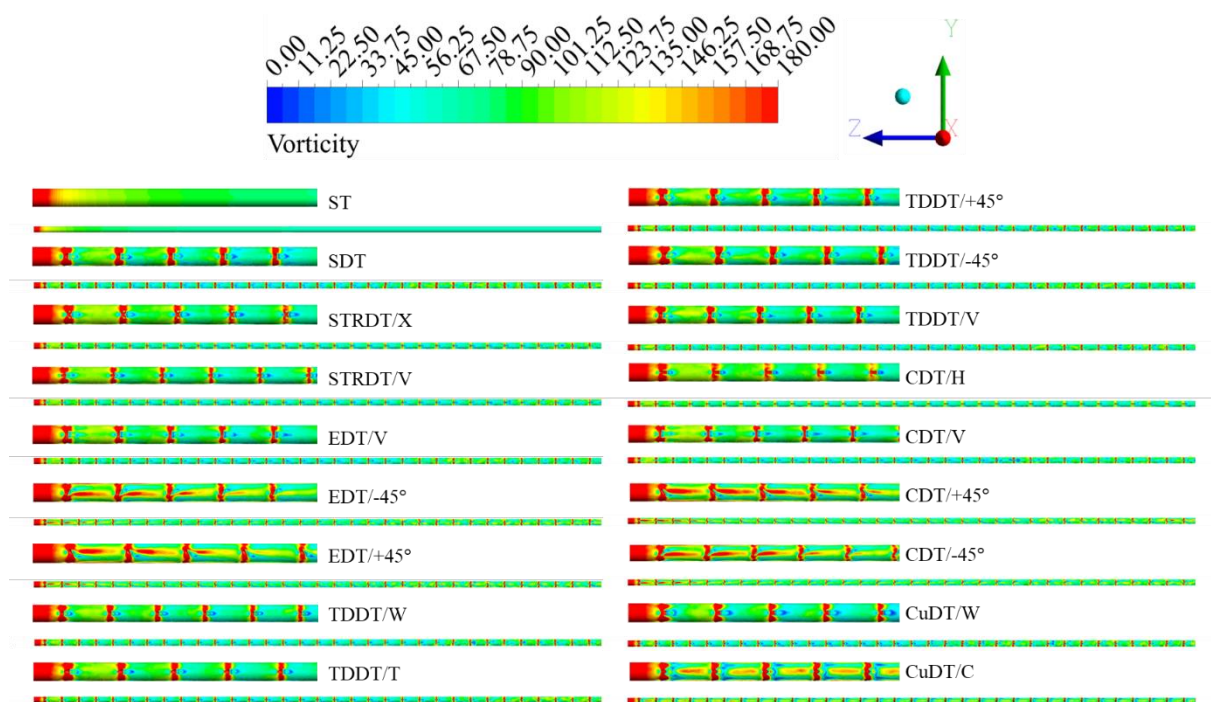 0.00
11.25
22.50
33.75
45.00
56.25
67.50
78.75
90.00
101.25
112.50
123.75
135.00
146.25
157.50
168.75
180.00
Vorticity
Y
Z
X
ST
SDT
STRDT/X
STRDT/V
EDT/V
EDT/-45°
EDT/+45°
TDDT/W
TDDT/T
TDDT/+45°
TDDT/-45°
TDDT/V
CDT/H
CDT/V
CDT/+45°
CDT/-45°
CuDT/W
CuDT/C